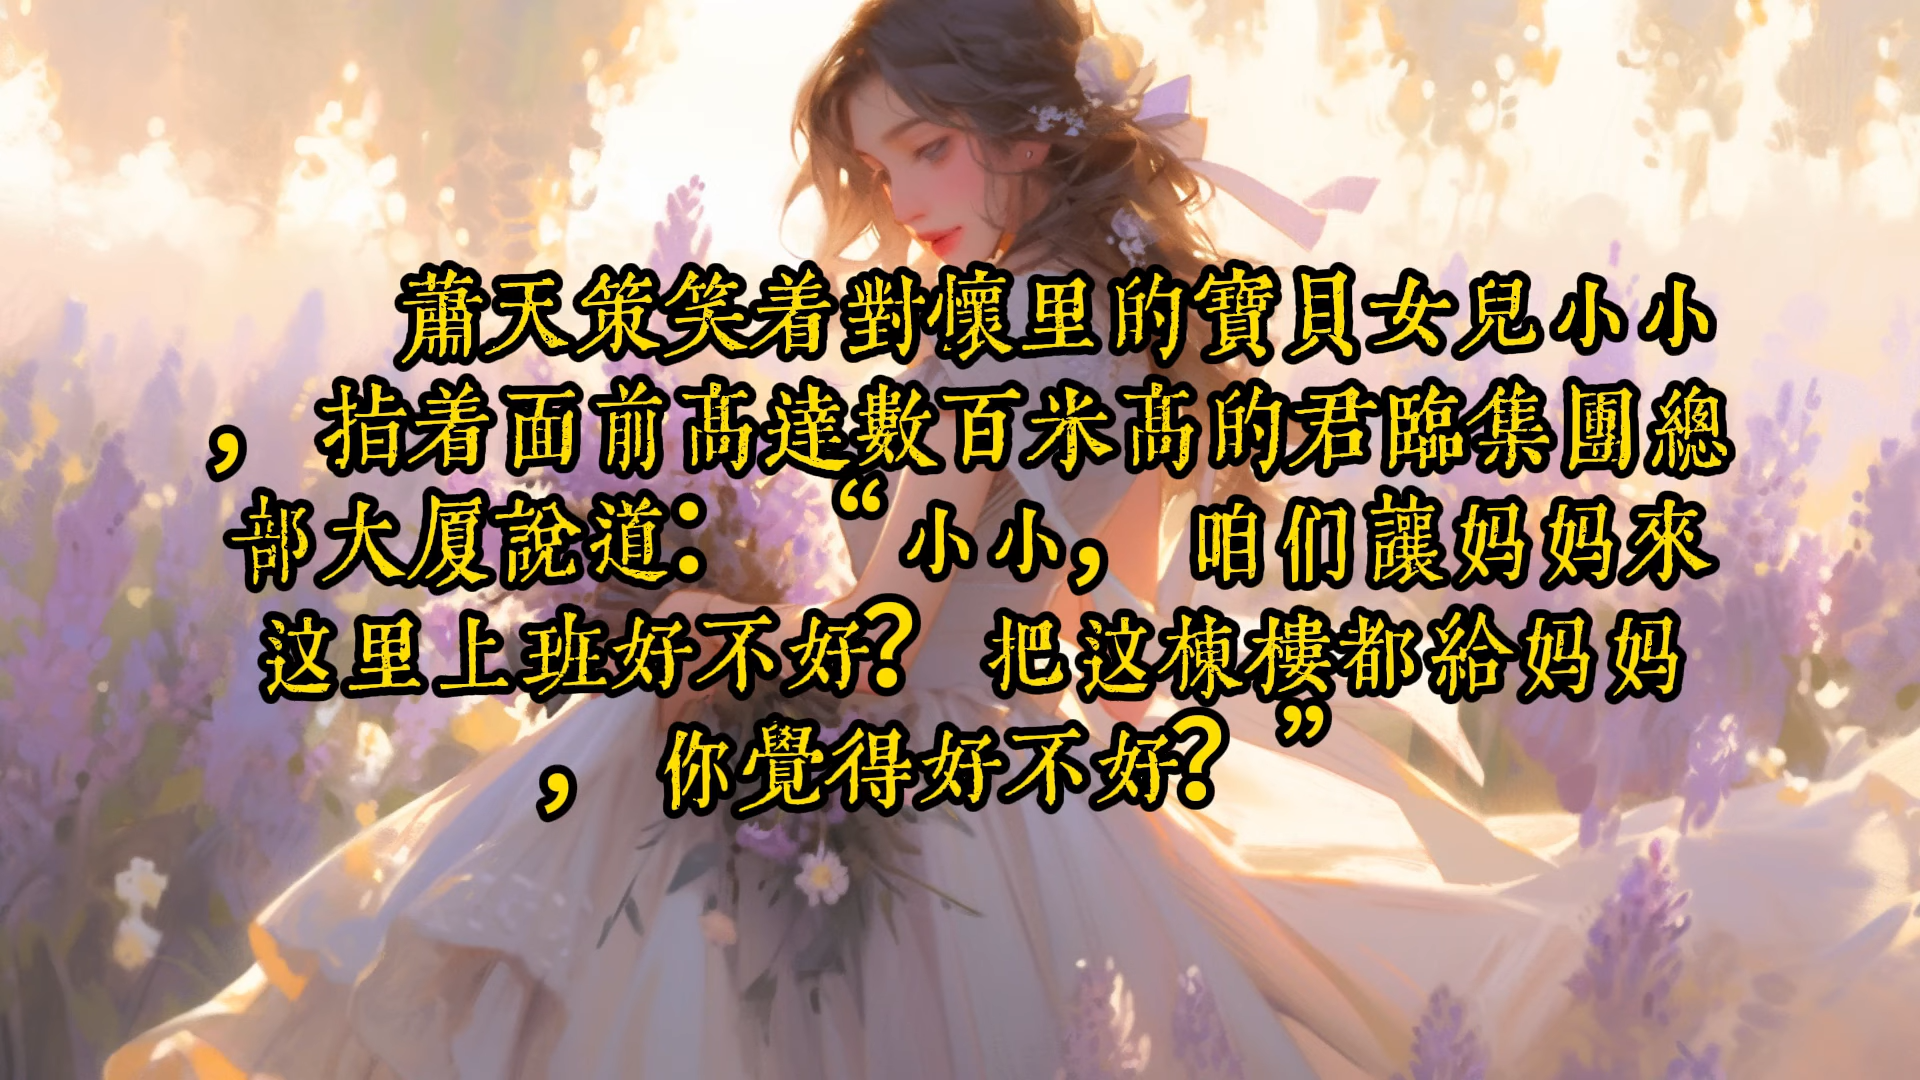 蕭天策笑着對懷里的寶貝女兒小小
，指着面前高達數百米高的君臨集團總
部大厦說道：“小小，咱们讓妈妈來
这里上班好不好？把这棟樓都給妈妈
，你覺得好不好？”